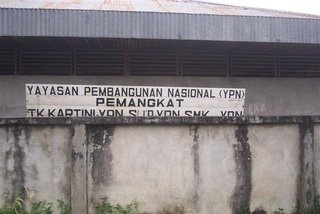 YAYASAN PEMBANGUNAN NASIONAL (YPN)
PEMANGKAT
TK KARTINI YPN SLTP YPN SMK YPN